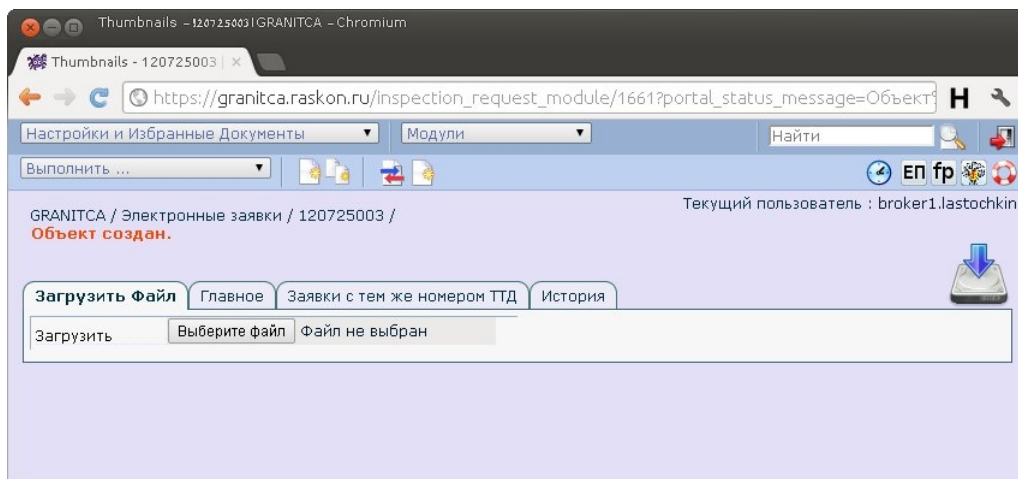 Thumbnails - 120725003 | GRANITCA - Chromium
Thumbnails - 120725003 |
https://granitca.raskon.ru/inspection_request_module/1661?portal_status_message=Объект
H
Настройки и Избранные Документы Модули Найти
Выполнить ... ЕП fp
GRANITCA / Электронные заявки / 120725003 / Текущий пользователь : broker1.lastochkin
Объект создан.
Загрузить Файл Главное Заявки с тем же номером ТТД История
Загрузить Выберите файл Файл не выбран